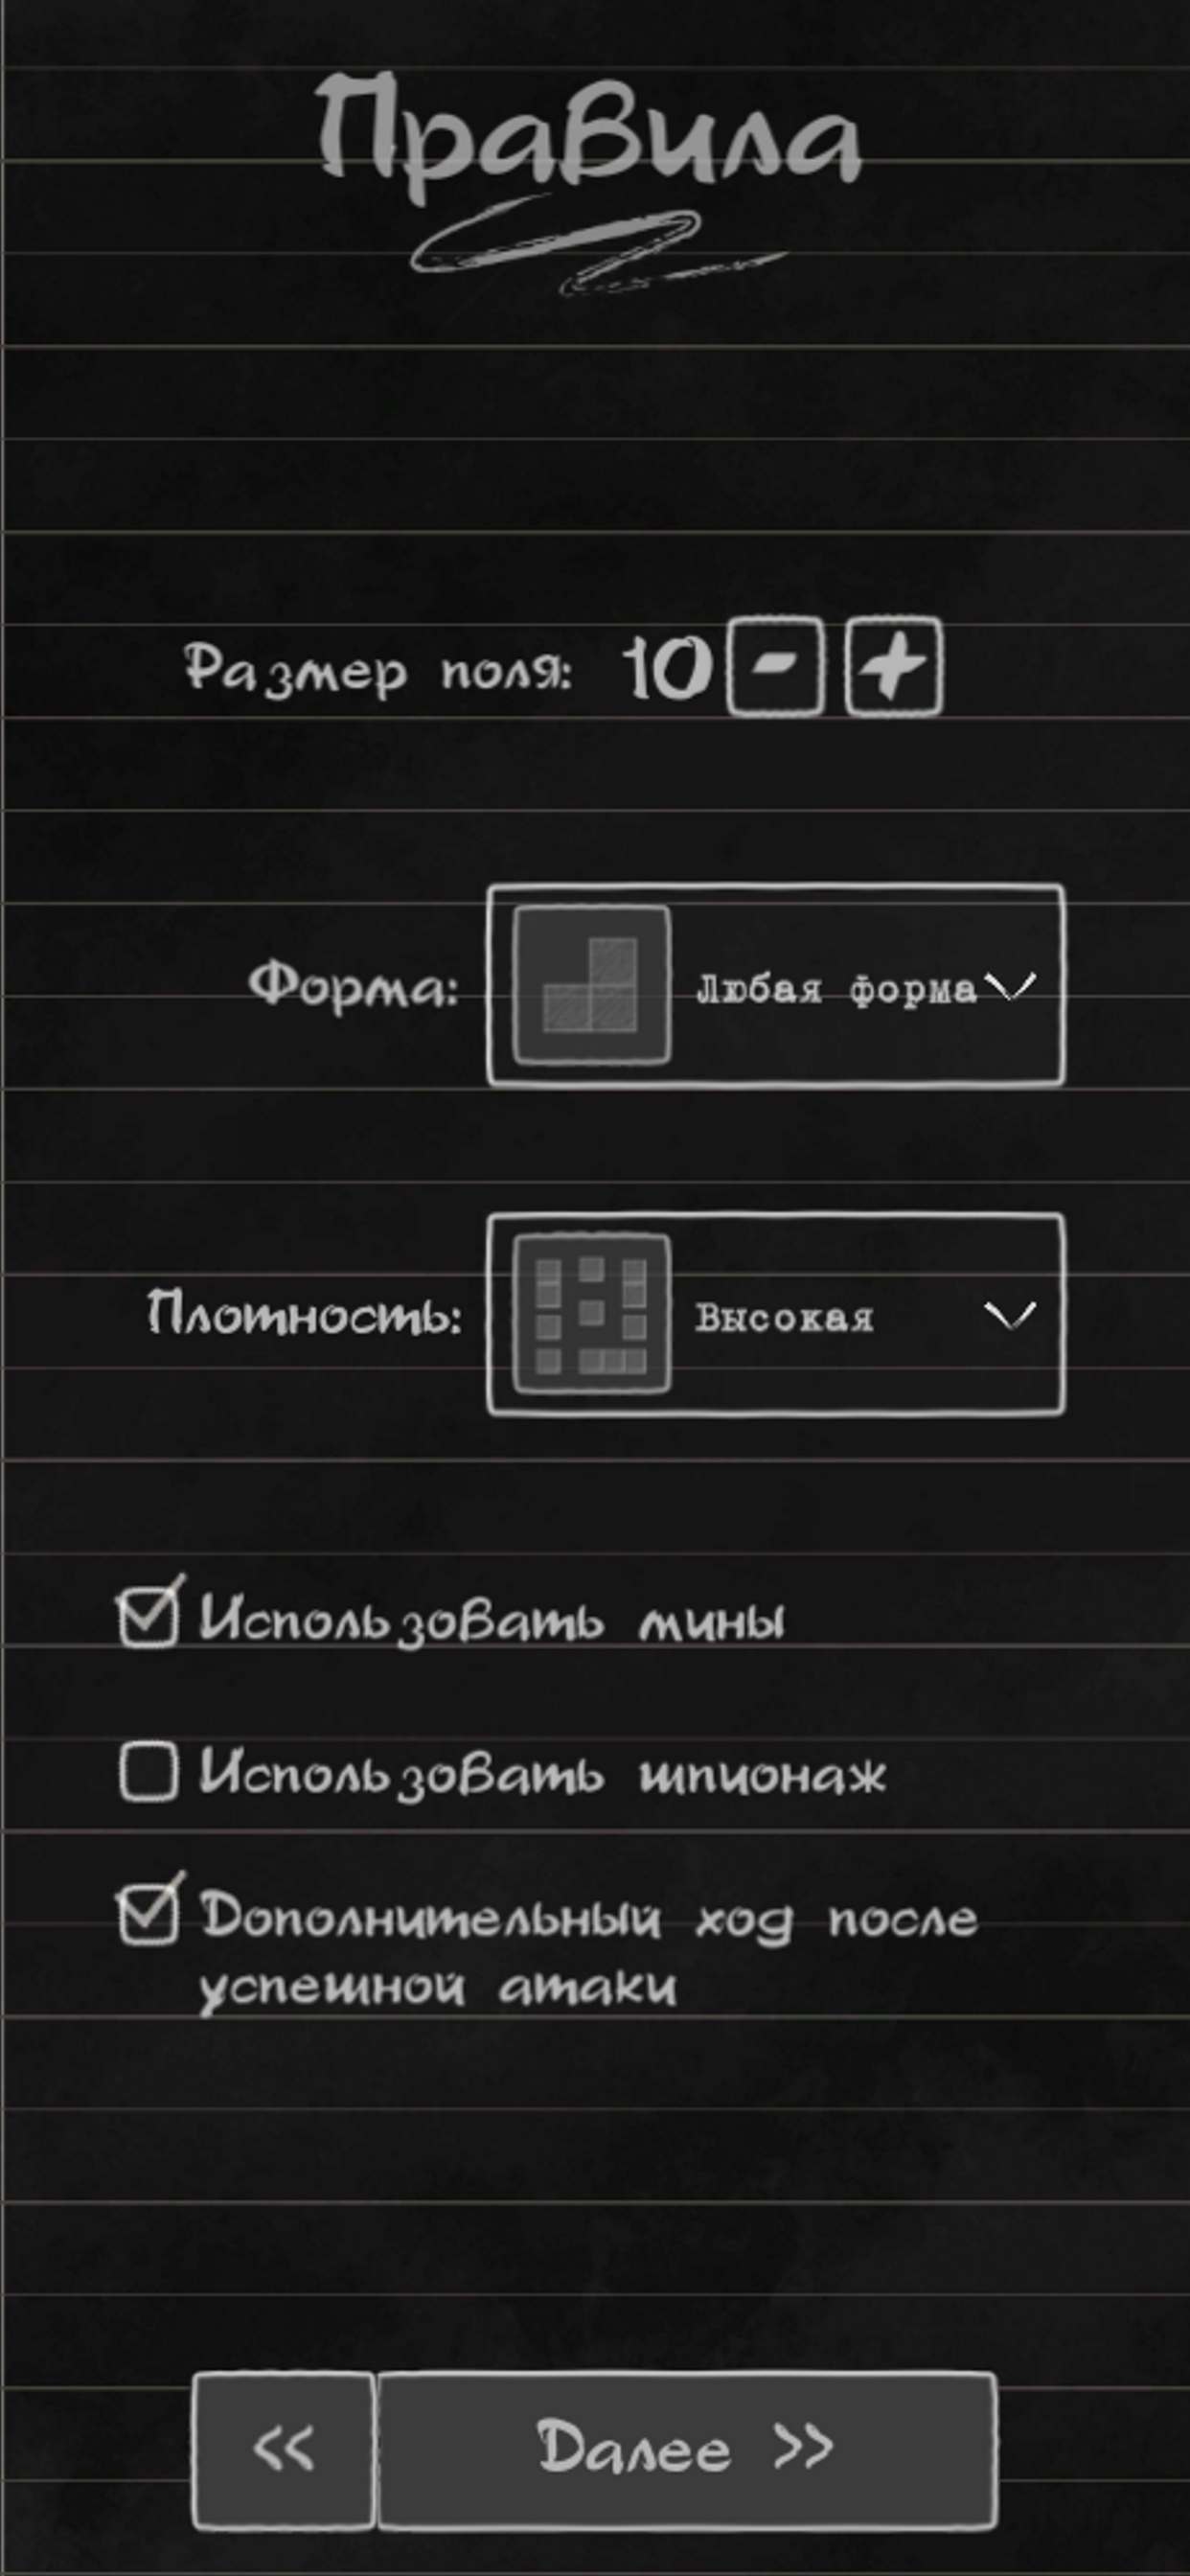 Правила
Размер поля: 10 - +
Форма: Любая форма
Плотность: Высокая
Использовать мины
Использовать шпионаж
Дополнительный ход после
успешной атаки
<< Далее >>